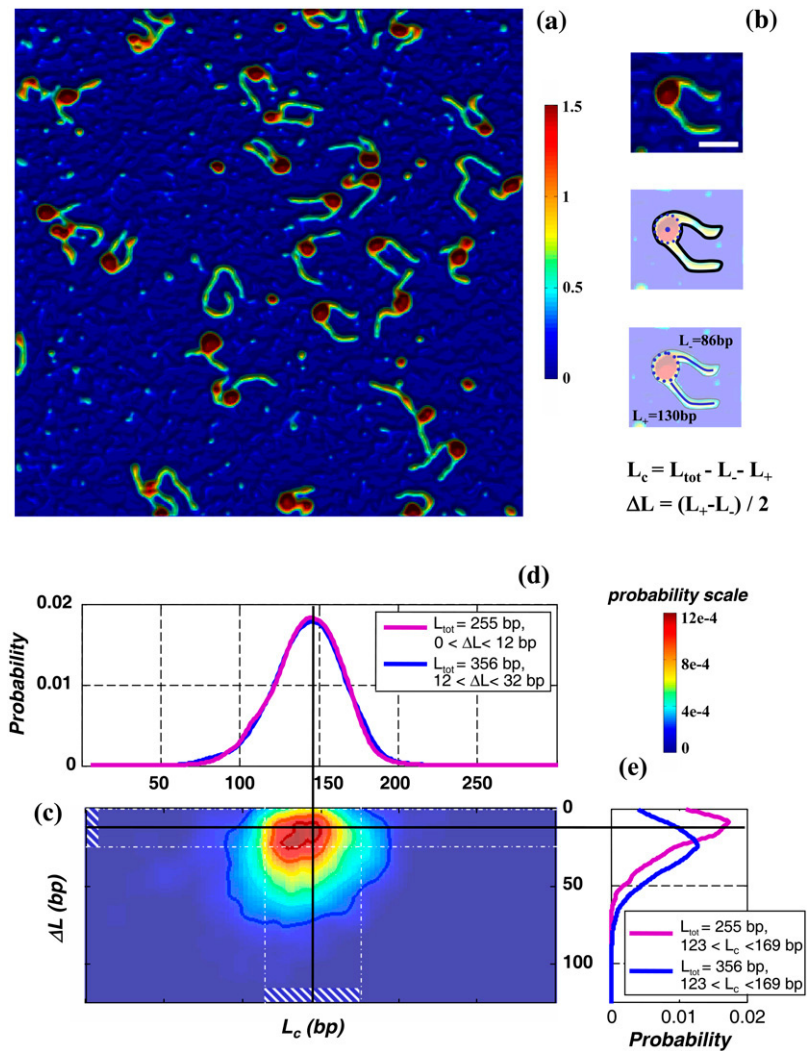 (a)
(b)
1.5
1
0.5
0
L_=86bp
L+=130bp
Lc = Ltot - L_- L+
ΔL = (L+-L_) / 2
(d)
probability scale
12e-4
8e-4
4e-4
0
Probability
0.02
0.01
0
Ltot = 255 bp,
0 < ΔL< 12 bp
Ltot = 356 bp,
12 < ΔL< 32 bp
50
100
150
200
250
(c)
(e)
ΔL (bp)
0
50
100
Lc (bp)
Ltot = 255 bp,
123 < Lc <169 bp
Ltot = 356 bp,
123 < Lc <169 bp
0
0.01
0.02
Probability